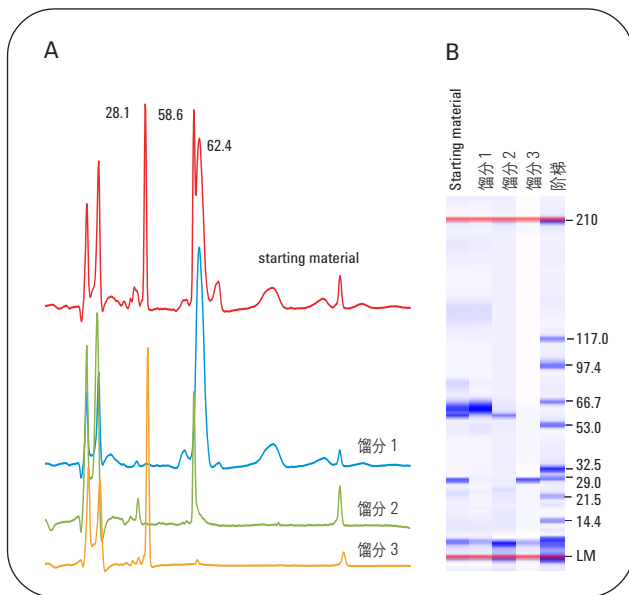 A
28.1
58.6
62.4
starting material
馏分 1
馏分 2
馏分 3
B
Starting material
馏分 1
馏分 2
馏分 3
阶梯
210
117.0
97.4
66.7
53.0
32.5
29.0
21.5
14.4
LM